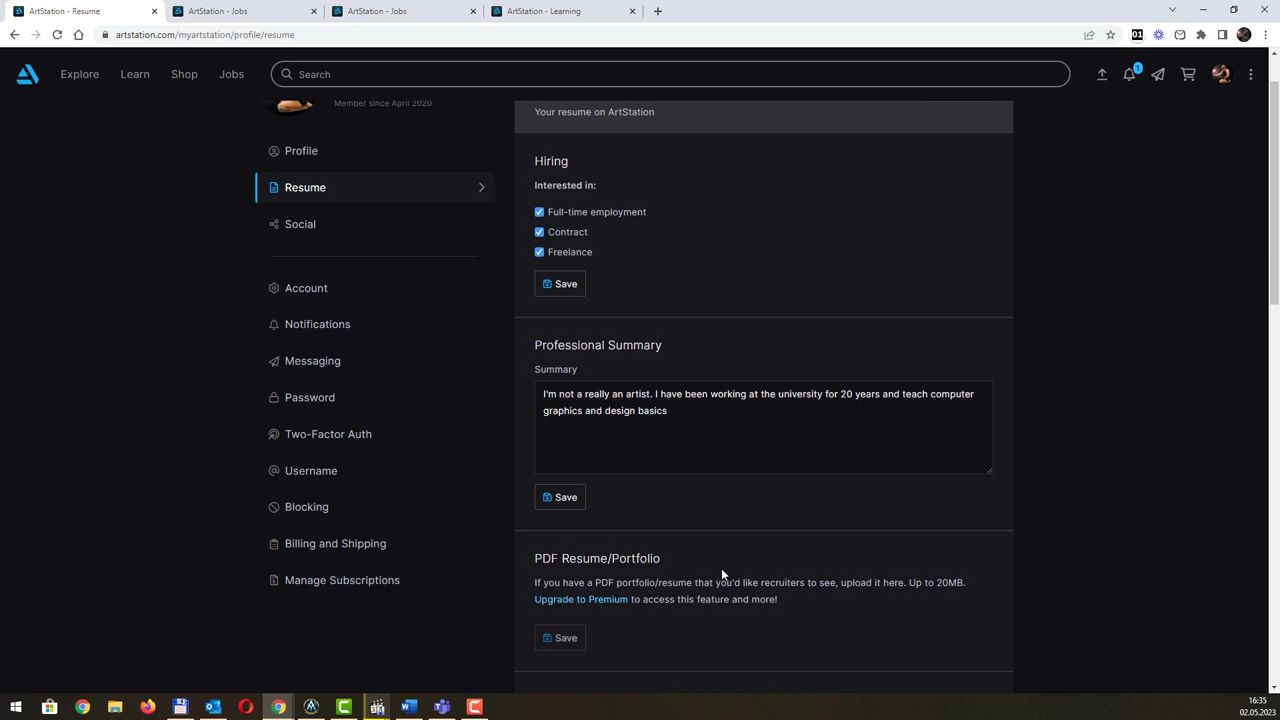 ArtStation - Resume
ArtStation - Jobs
ArtStation - Jobs
ArtStation - Learning
artstation.com/myartstation/profile/resume
01
Explore
Learn
Shop
Jobs
Search
1
Member since April 2020
Profile
Resume
Social
Account
Notifications
Messaging
Password
Two-Factor Auth
Username
Blocking
Billing and Shipping
Manage Subscriptions
Your resume on ArtStation
Hiring
Interested in:
Full-time employment
Contract
Freelance
Save
Professional Summary
Summary
I'm not a really an artist. I have been working at the university for 20 years and teach computer
graphics and design basics
Save
PDF Resume/Portfolio
If you have a PDF portfolio/resume that you'd like recruiters to see, upload it here. Up to 20MB.
Upgrade to Premium to access this feature and more!
Save
16:35
02.05.2023